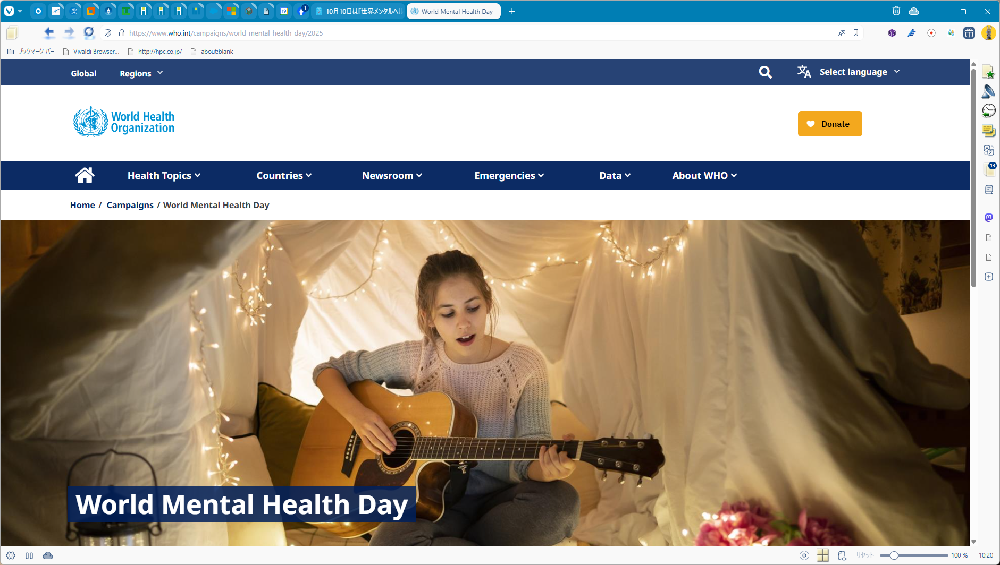 楽
19
1
10月10日は「世界メンタルヘル
World Mental Health Day
https://www.who.int/campaigns/world-mental-health-day/2025
ブックマーク バー
Vivaldi Browser...
http://hpc.co.jp/
about:blank
Global
Regions
Select language
World Health
Organization
Donate
Health Topics
Countries
Newsroom
Emergencies
Data
About WHO
Home / Campaigns / World Mental Health Day
World Mental Health Day
13
リセット
100 %
10:20